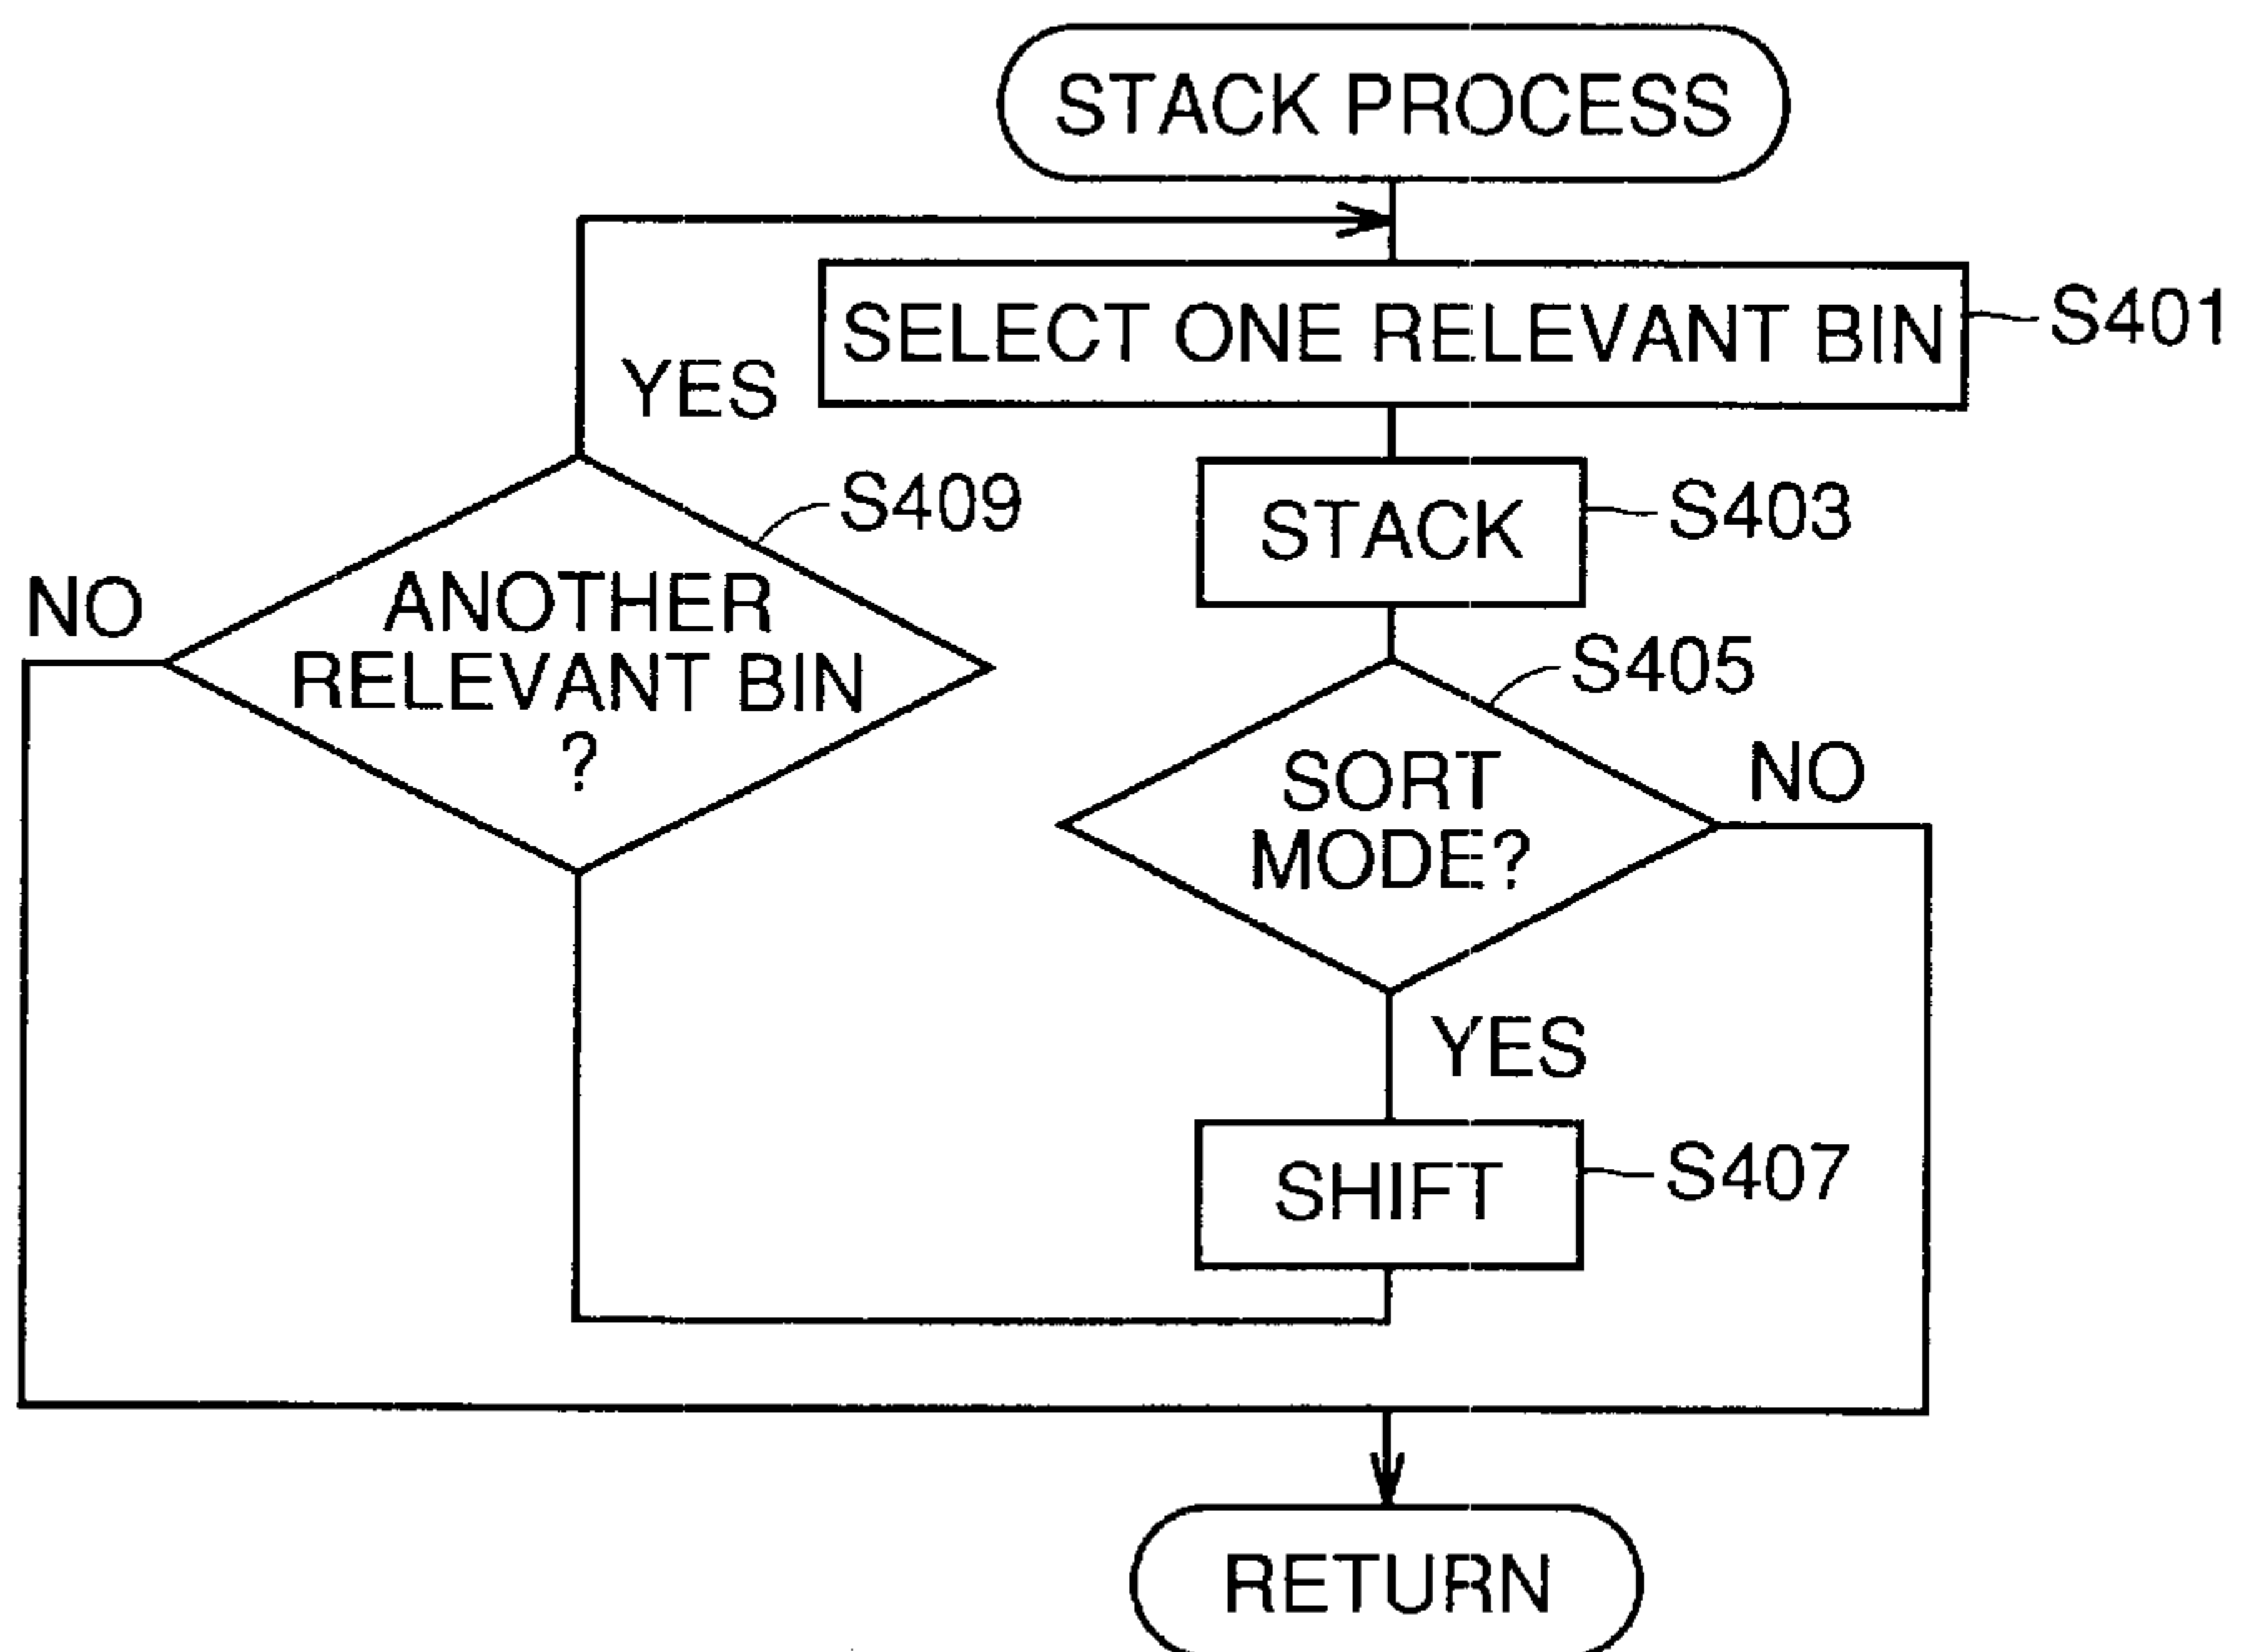 STACK PROCESS
SELECT ONE RELEVANT BIN
S401
YES
STACK
S403
S409
ANOTHER
RELEVANT BIN
?
NO
S405
SORT
MODE?
NO
YES
SHIFT
S407
RETURN